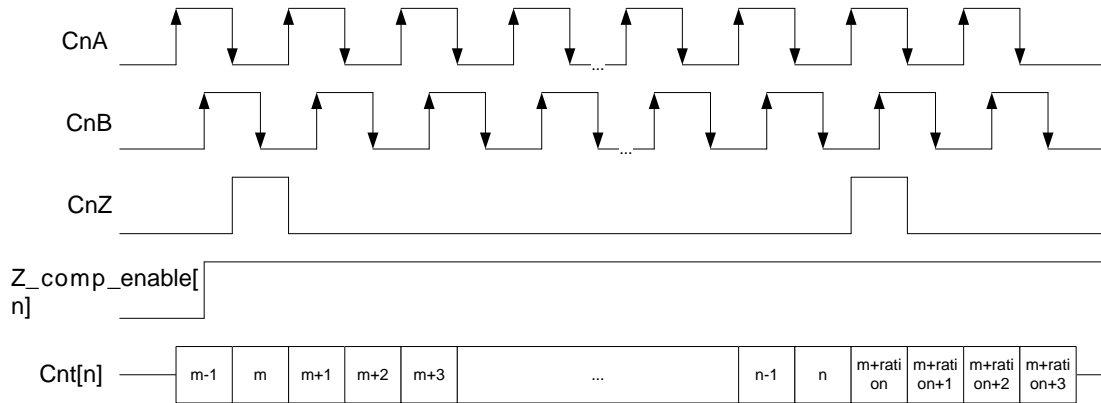 CnA
...
CnB
...
CnZ
Z_comp_enable[
n]
Cnt[n]
m-1 m m+1 m+2 m+3 ... n-1 n m+rati m+rati m+rati m+rati
on on+1 on+2 on+3